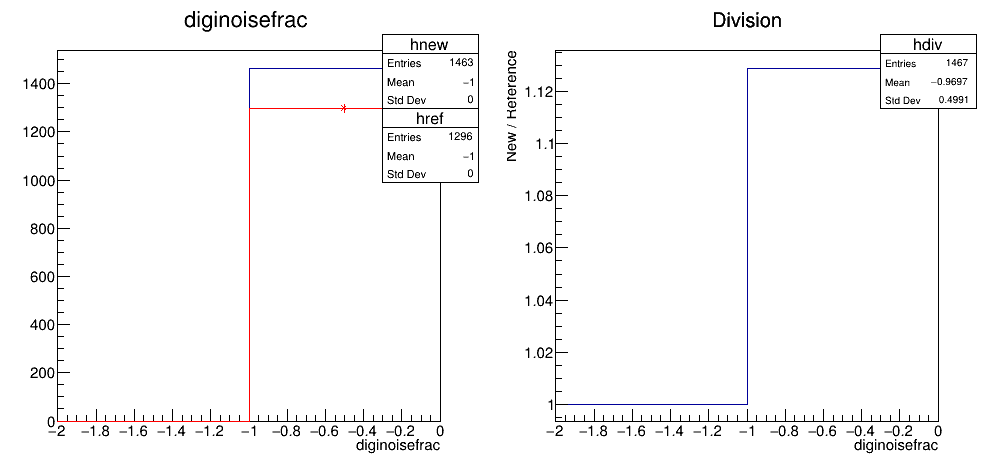 diginoisefrac
hnew
Entries 1463
Mean −1
Std Dev 0
href
Entries 1296
Mean −1
Std Dev 0
1400
1200
1000
800
600
400
200
0
−2 −1.8 −1.6 −1.4 −1.2 −1 −0.8 −0.6 −0.4 −0.2 0
diginoisefrac
Division
hdiv
Entries 1467
Mean −0.9697
Std Dev 0.4991
New / Reference
1.12
1.1
1.08
1.06
1.04
1.02
1
−2 −1.8 −1.6 −1.4 −1.2 −1 −0.8 −0.6 −0.4 −0.2 0
diginoisefrac